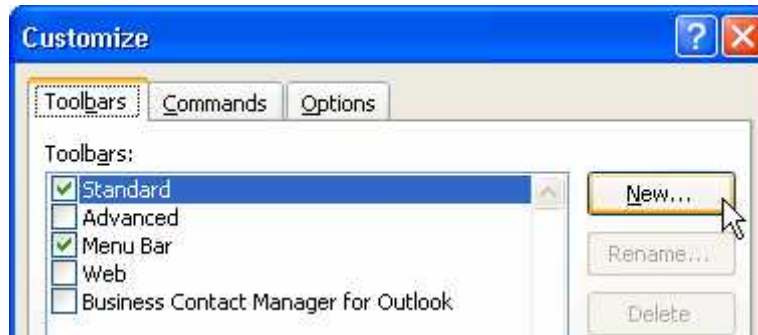 Customize
Toolbars Commands Options
Toolbars:
Standard
New...
Advanced
Menu Bar
Rename...
Web
Business Contact Manager for Outlook
Delete